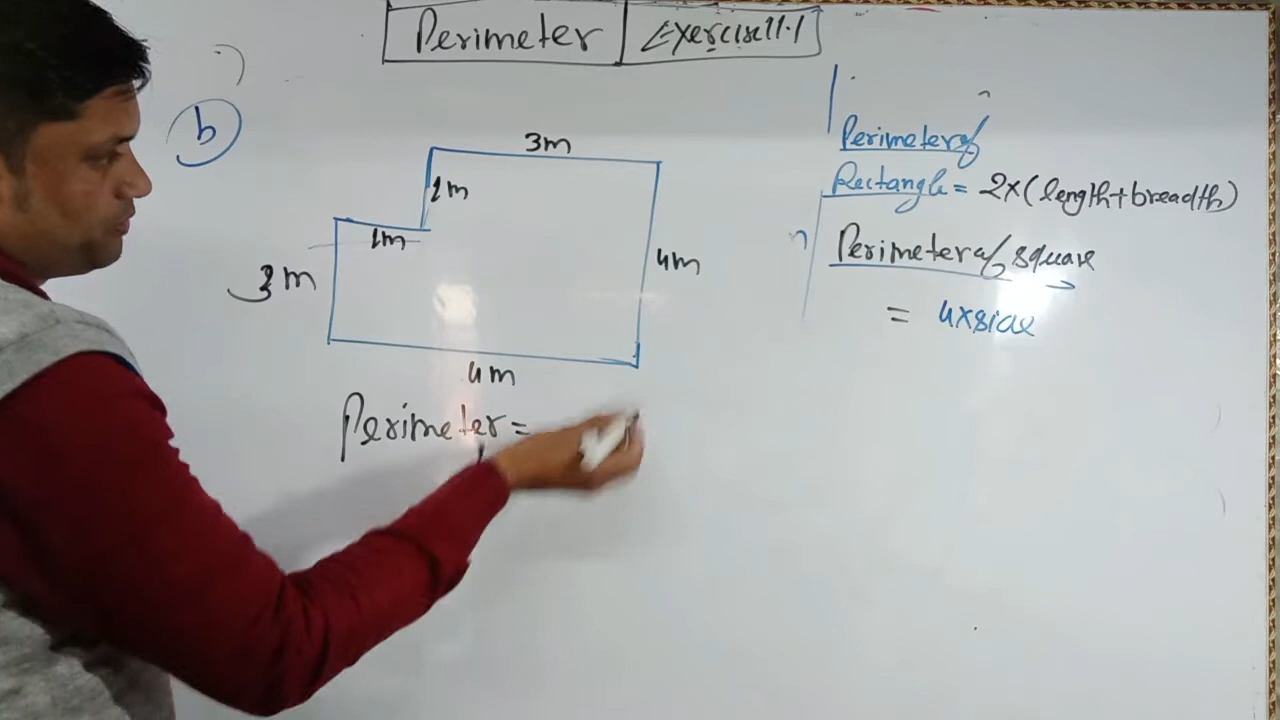 Perimeter Exercise 11.1
b
3m
1m
1m
3m
4m
4m
Perimeter =
Perimeter of
Rectangle = 2×(length+breadth)
Perimeter of square
= 4×side